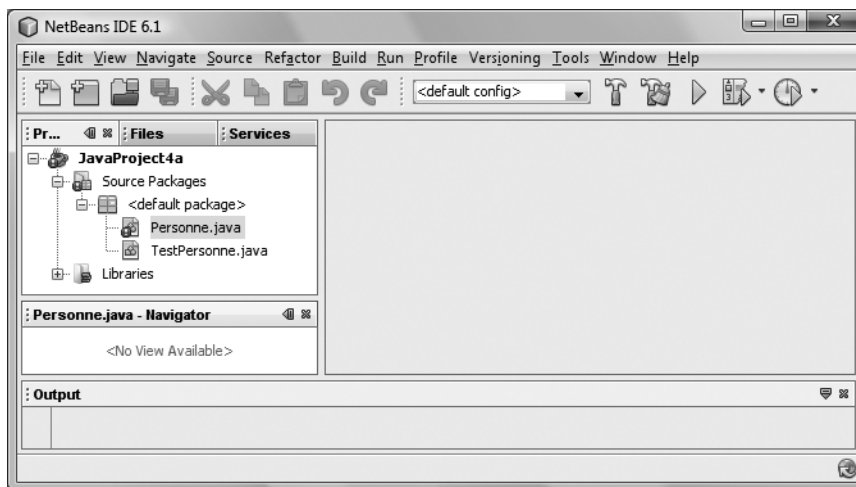 NetBeans IDE 6.1
File Edit View Navigate Source Refactor Build Run Profile Versioning Tools Window Help
<default config>
Pr... Files Services
JavaProject4a
Source Packages
<default package>
Personne.java
TestPersonne.java
Libraries
Personne.java - Navigator
<No View Available>
Output